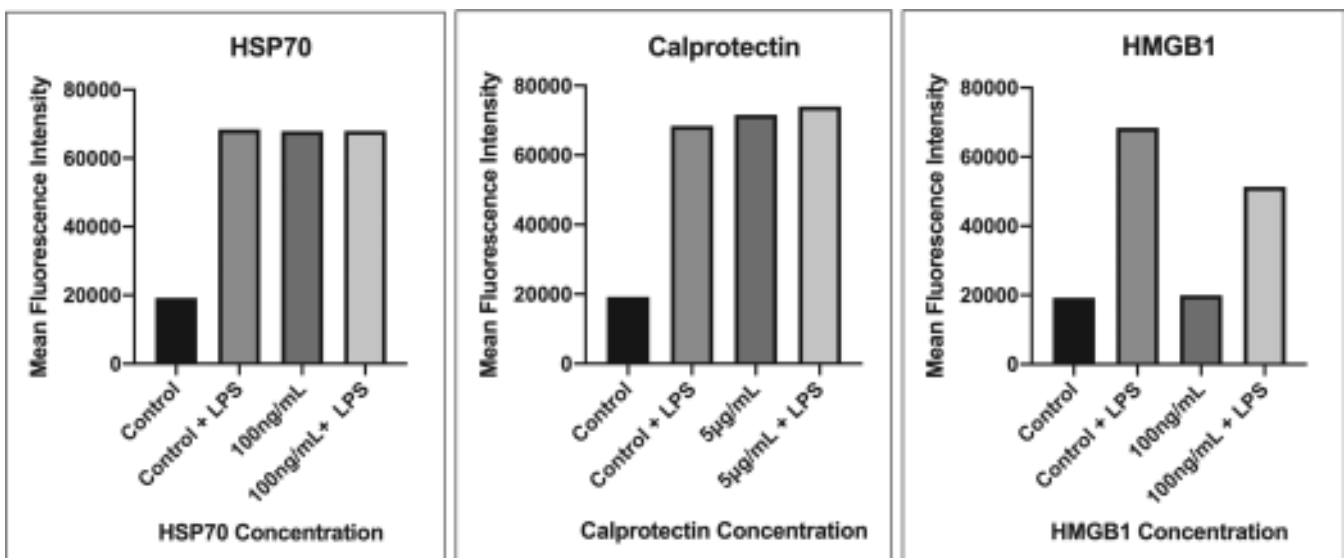 HSP70
Mean Fluorescence Intensity
80000
60000
40000
20000
0
Control
Control + LPS
100ng/mL
100ng/mL+ LPS
HSP70 Concentration
Calprotectin
Mean Fluorescence Intensity
80000
60000
40000
20000
0
Control
Control + LPS
5µg/mL
5µg/mL + LPS
Calprotectin Concentration
HMGB1
Mean Fluorescence Intensity
80000
60000
40000
20000
0
Control
Control + LPS
100ng/mL
100ng/mL + LPS
HMGB1 Concentration